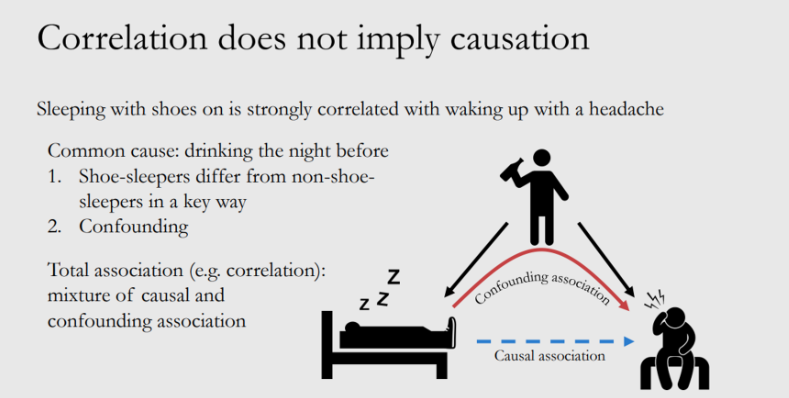 Correlation does not imply causation
Sleeping with shoes on is strongly correlated with waking up with a headache
Common cause: drinking the night before
1. Shoe-sleepers differ from non-shoe-
sleepers in a key way
2. Confounding
Total association (e.g. correlation):
mixture of causal and
confounding association
z z Z
Confounding association
Causal association